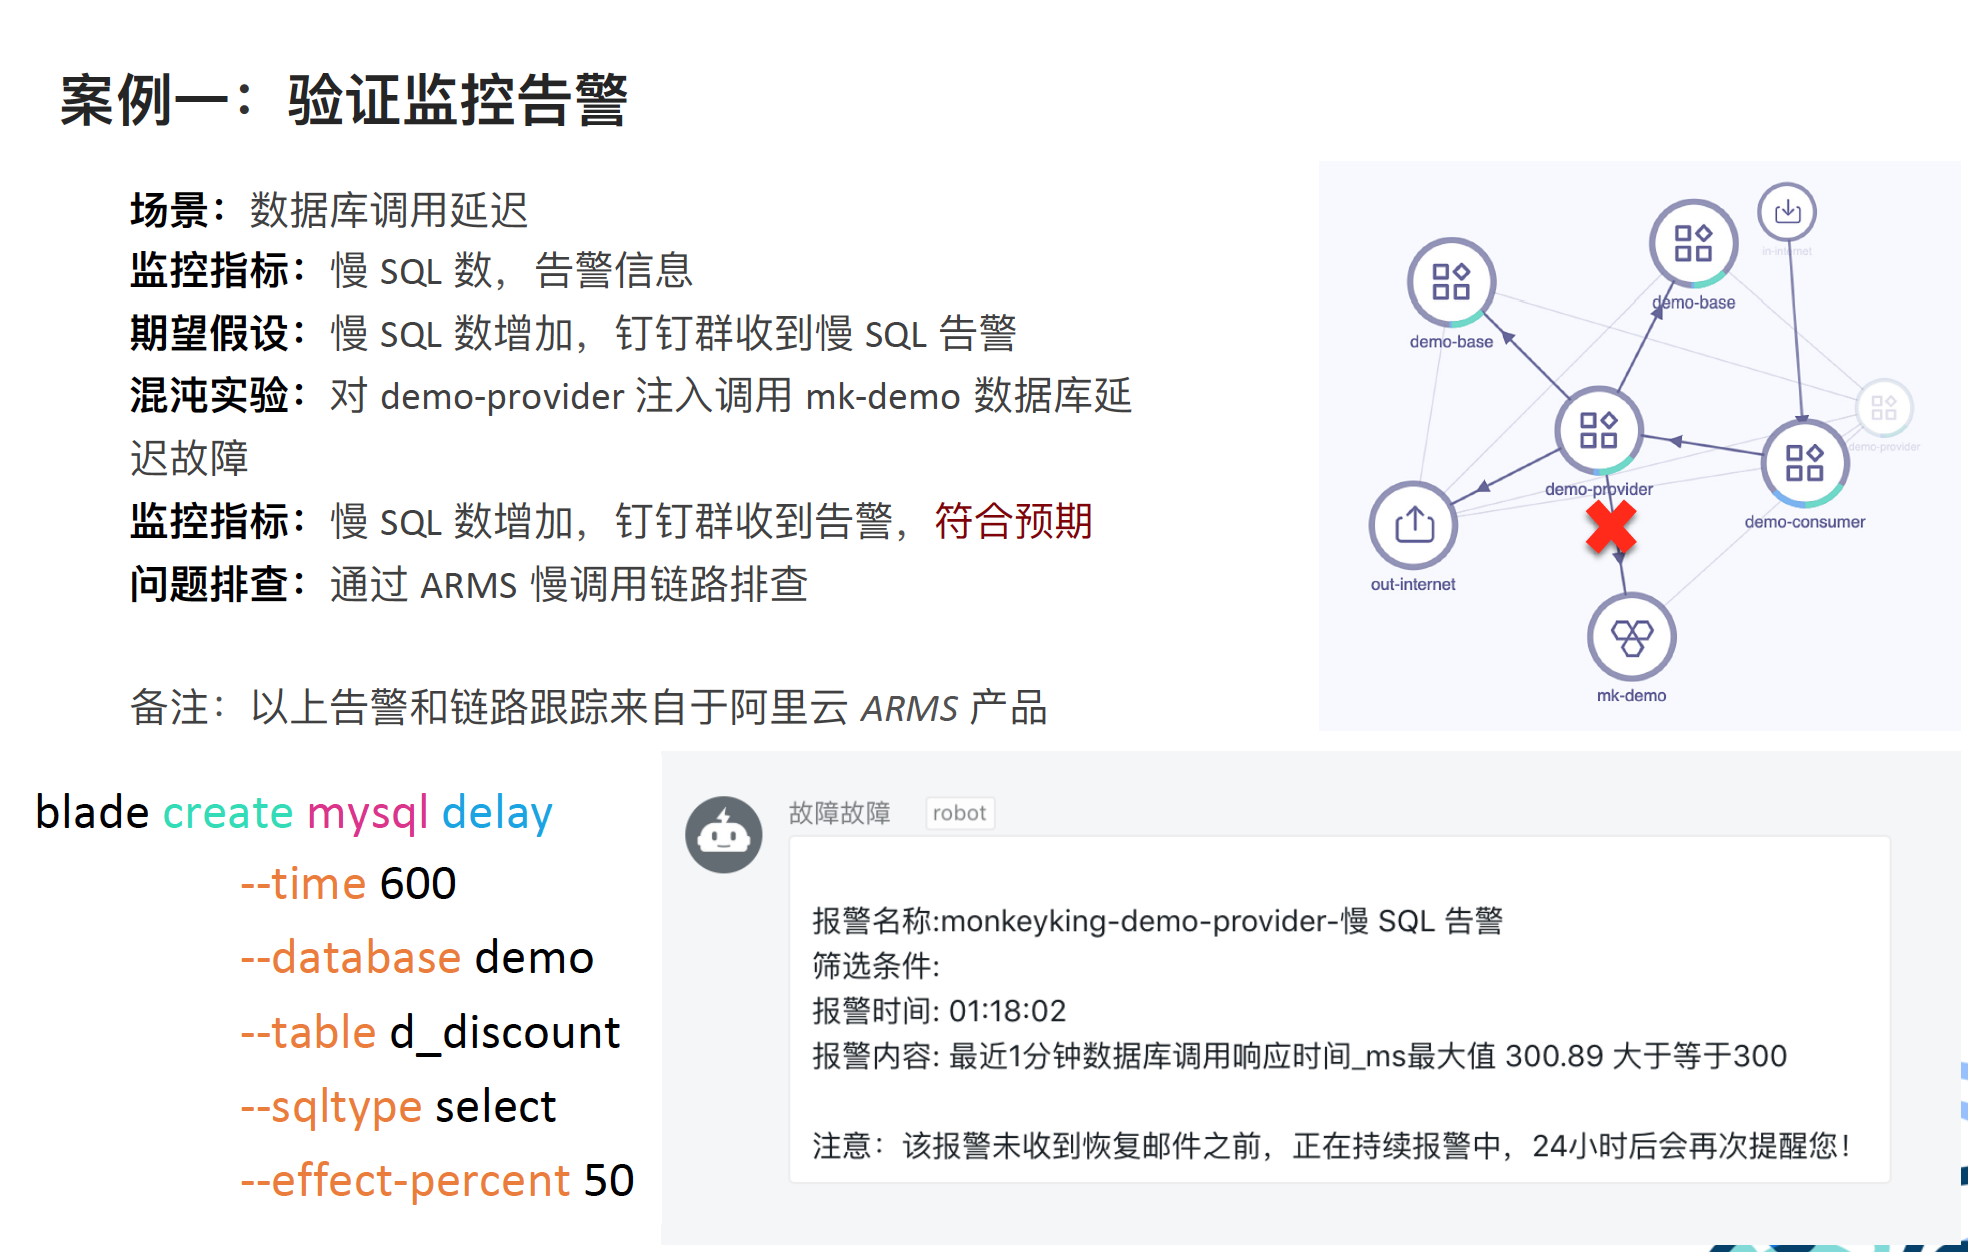 案例一：验证监控告警
场景：数据库调用延迟
监控指标：慢 SQL 数，告警信息
期望假设：慢 SQL 数增加，钉钉群收到慢 SQL 告警
混沌实验：对 demo-provider 注入调用 mk-demo 数据库延
迟故障
监控指标：慢 SQL 数增加，钉钉群收到告警，符合预期
问题排查：通过 ARMS 慢调用链路排查
备注：以上告警和链路跟踪来自于阿里云 ARMS 产品
in-internet
demo-base
demo-base
demo-provider
demo-provider
demo-consumer
out-internet
mk-demo
blade create mysql delay
--time 600
--database demo
--table d_discount
--sqltype select
--effect-percent 50
故障故障 robot
报警名称:monkeyking-demo-provider-慢 SQL 告警
筛选条件:
报警时间: 01:18:02
报警内容: 最近1分钟数据库调用响应时间_ms最大值 300.89 大于等于300
注意：该报警未收到恢复邮件之前，正在持续报警中，24小时后会再次提醒您！